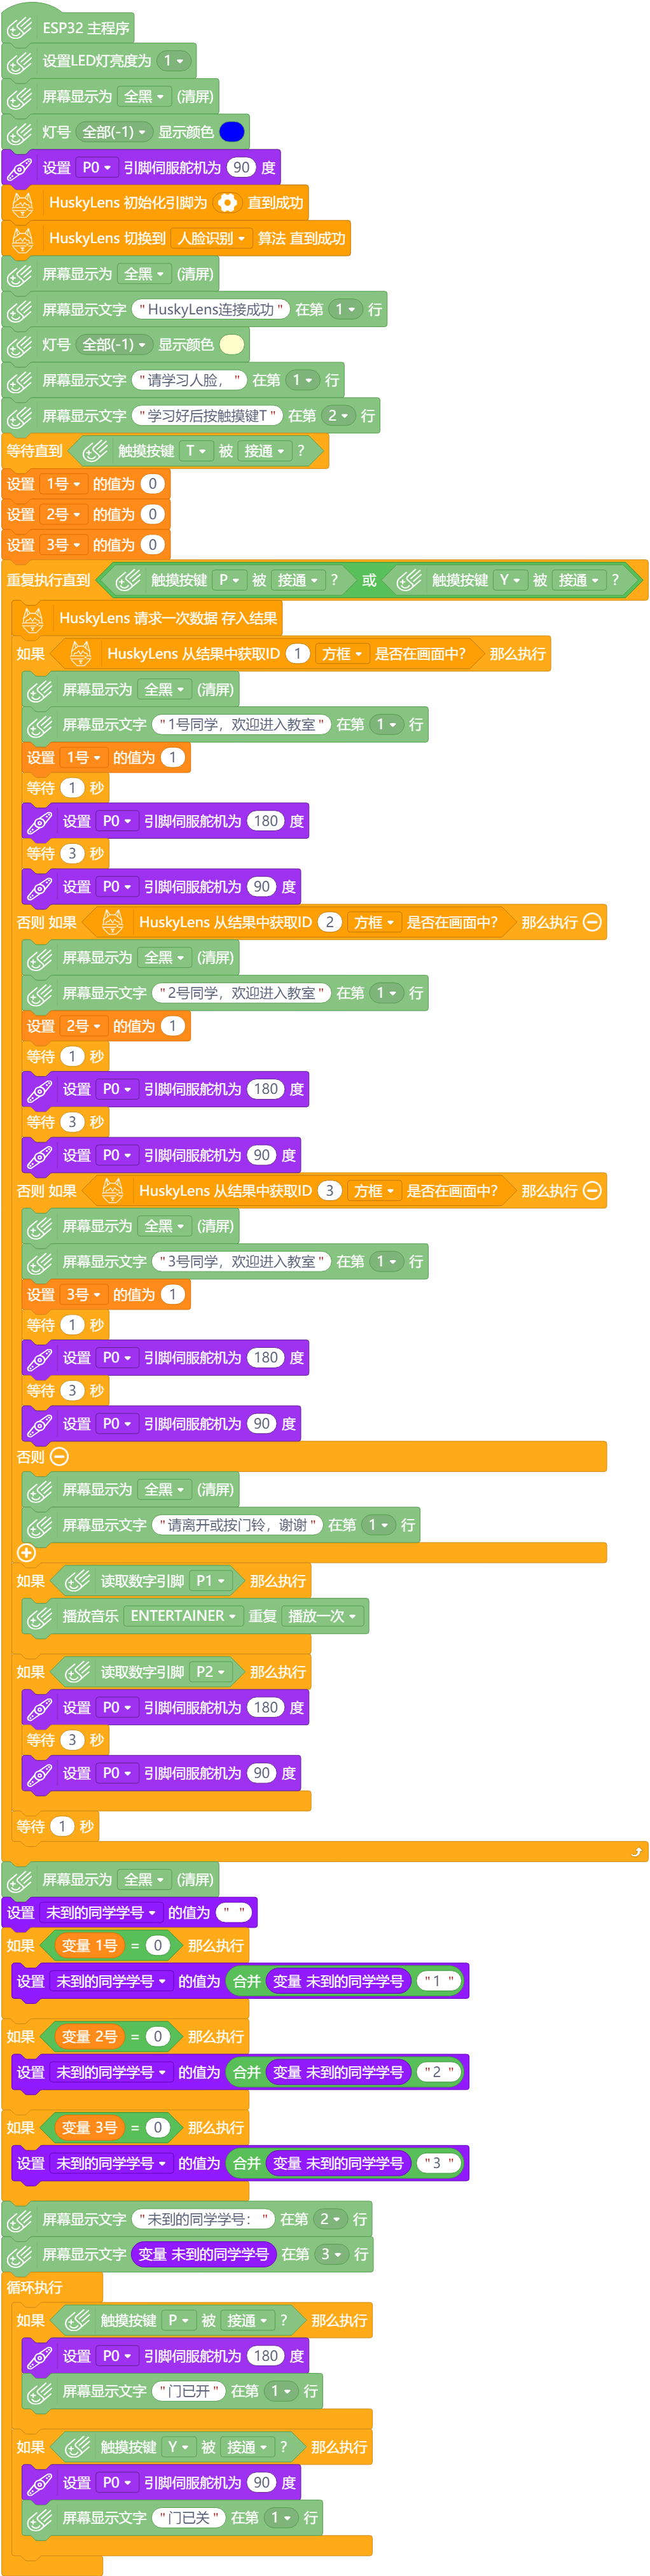 ESP32 主程序
设置LED灯亮度为 1
屏幕显示为 全黑 (清屏)
灯号 全部(-1) 显示颜色
设置 P0 引脚伺服舵机为 90 度
HuskyLens 初始化引脚为 直到成功
HuskyLens 切换到 人脸识别 算法 直到成功
屏幕显示为 全黑 (清屏)
屏幕显示文字 "HuskyLens连接成功" 在第 1 行
灯号 全部(-1) 显示颜色
屏幕显示文字 "请学习人脸，" 在第 1 行
屏幕显示文字 "学习好后按触摸键T" 在第 2 行
等待直到 触摸按键 T 被 接通 ?
设置 1号 的值为 0
设置 2号 的值为 0
设置 3号 的值为 0
重复执行直到 触摸按键 P 被 接通 ? 或 触摸按键 Y 被 接通 ?
HuskyLens 请求一次数据 存入结果
如果 HuskyLens 从结果中获取ID 1 方框 是否在画面中? 那么执行
屏幕显示为 全黑 (清屏)
屏幕显示文字 "1号同学，欢迎进入教室" 在第 1 行
设置 1号 的值为 1
等待 1 秒
设置 P0 引脚伺服舵机为 180 度
等待 3 秒
设置 P0 引脚伺服舵机为 90 度
否则 如果 HuskyLens 从结果中获取ID 2 方框 是否在画面中? 那么执行
屏幕显示为 全黑 (清屏)
屏幕显示文字 "2号同学，欢迎进入教室" 在第 1 行
设置 2号 的值为 1
等待 1 秒
设置 P0 引脚伺服舵机为 180 度
等待 3 秒
设置 P0 引脚伺服舵机为 90 度
否则 如果 HuskyLens 从结果中获取ID 3 方框 是否在画面中? 那么执行
屏幕显示为 全黑 (清屏)
屏幕显示文字 "3号同学，欢迎进入教室" 在第 1 行
设置 3号 的值为 1
等待 1 秒
设置 P0 引脚伺服舵机为 180 度
等待 3 秒
设置 P0 引脚伺服舵机为 90 度
否则
屏幕显示为 全黑 (清屏)
屏幕显示文字 "请离开或按门铃，谢谢" 在第 1 行
如果 读取数字引脚 P1 那么执行
播放音乐 ENTERTAINER 重复 播放一次
如果 读取数字引脚 P2 那么执行
设置 P0 引脚伺服舵机为 180 度
等待 3 秒
设置 P0 引脚伺服舵机为 90 度
等待 1 秒
屏幕显示为 全黑 (清屏)
设置 未到的同学学号 的值为 " "
如果 变量 1号 = 0 那么执行
设置 未到的同学学号 的值为 合并 变量 未到的同学学号 "1 "
如果 变量 2号 = 0 那么执行
设置 未到的同学学号 的值为 合并 变量 未到的同学学号 "2 "
如果 变量 3号 = 0 那么执行
设置 未到的同学学号 的值为 合并 变量 未到的同学学号 "3 "
屏幕显示文字 "未到的同学学号：" 在第 2 行
屏幕显示文字 变量 未到的同学学号 在第 3 行
循环执行
如果 触摸按键 P 被 接通 ? 那么执行
设置 P0 引脚伺服舵机为 180 度
屏幕显示文字 "门已开" 在第 1 行
如果 触摸按键 Y 被 接通 ? 那么执行
设置 P0 引脚伺服舵机为 90 度
屏幕显示文字 "门已关" 在第 1 行